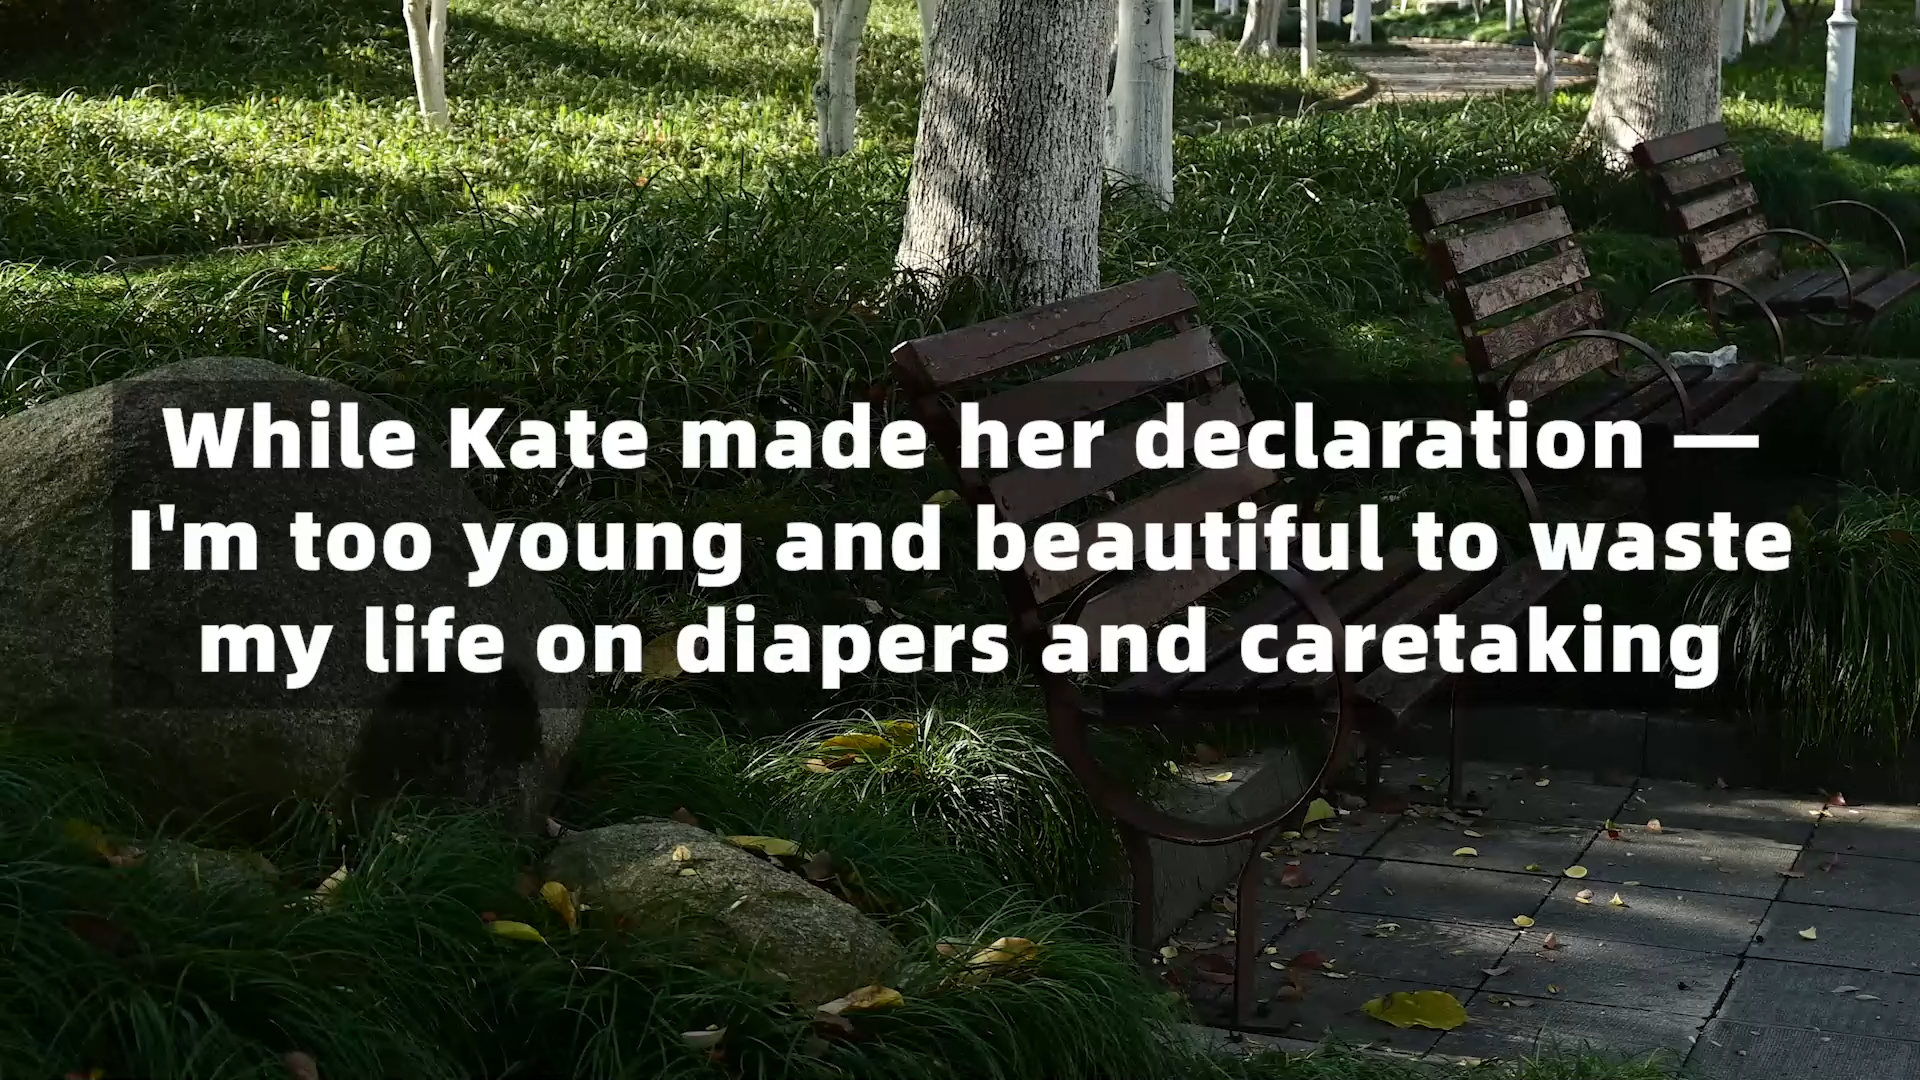 While Kate made her declaration —
I'm too young and beautiful to waste
my life on diapers and caretaking